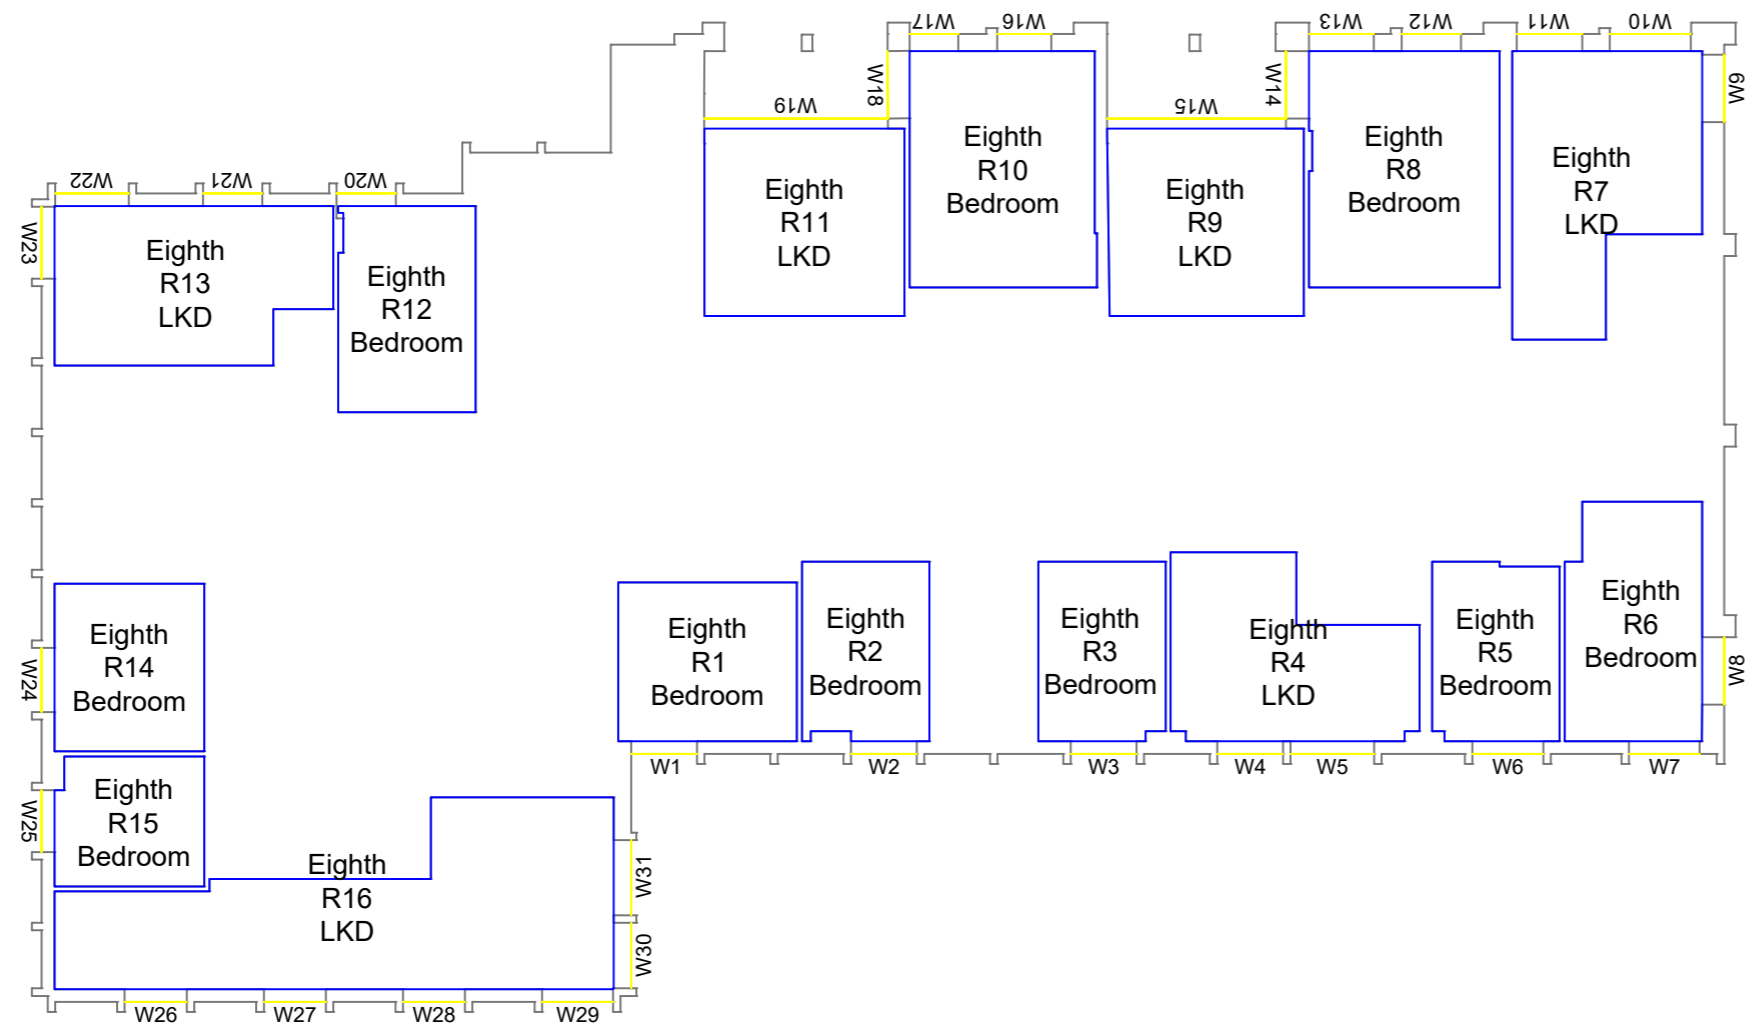 W17
W16
W13
W12
W11
W10
W18
W14
W9
W19
W15
Eighth
R10
Bedroom
Eighth
R8
Bedroom
Eighth
R7
LKD
Eighth
R11
LKD
Eighth
R9
LKD
W22
W21
W20
W23
Eighth
R13
LKD
Eighth
R12
Bedroom
Eighth
R14
Bedroom
W24
Eighth
R1
Bedroom
Eighth
R2
Bedroom
Eighth
R3
Bedroom
Eighth
R4
LKD
Eighth
R5
Bedroom
Eighth
R6
Bedroom
W8
W1
W2
W3
W4
W5
W6
W7
W25
Eighth
R15
Bedroom
Eighth
R16
LKD
W31
W30
W26
W27
W28
W29